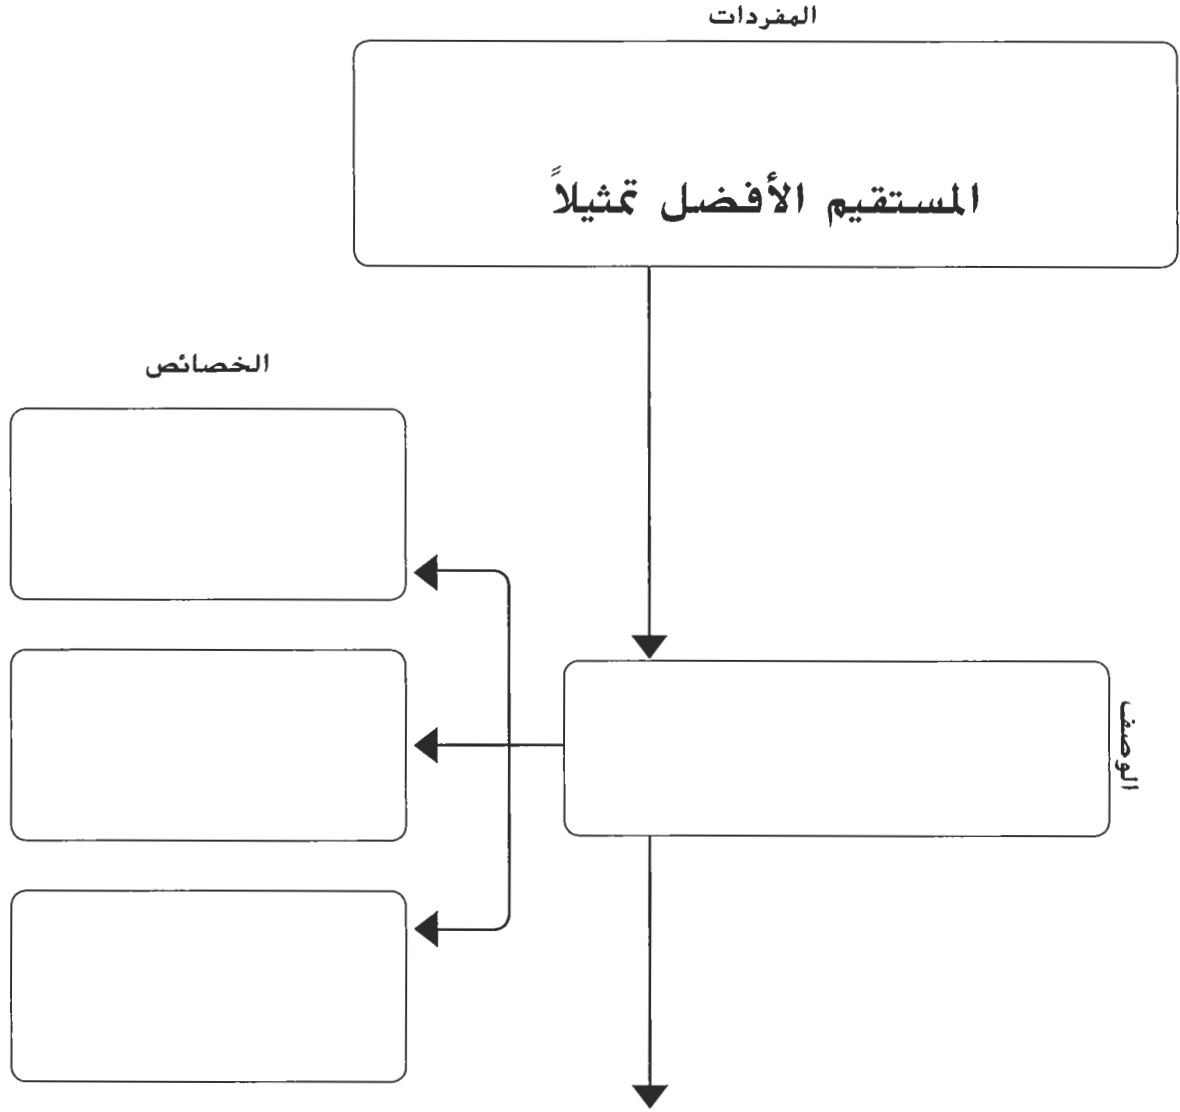 المفردات
المستقيم الأفضل تمثيلاً
الخصائص
الوصف